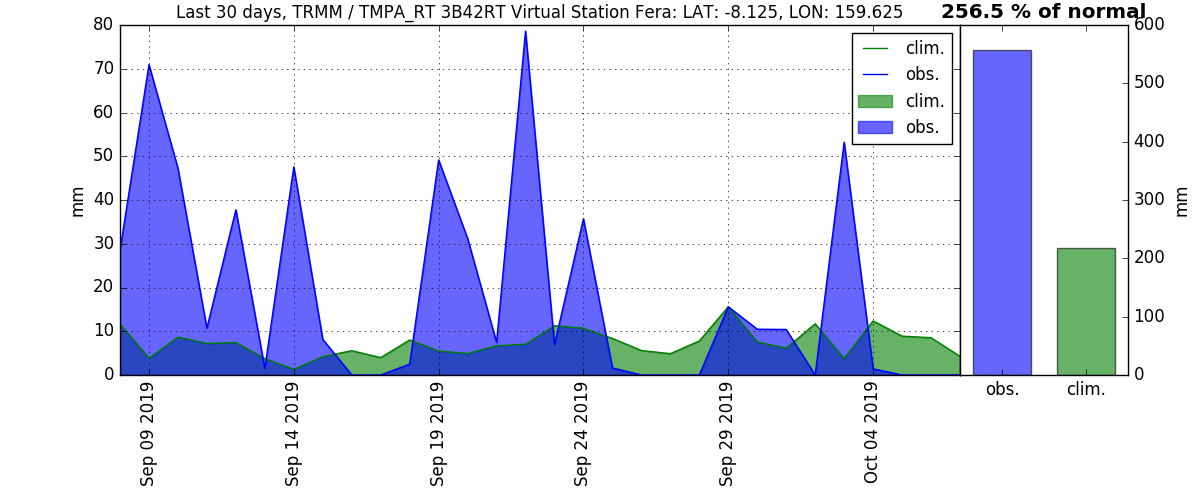 Last 30 days, TRMM / TMPA_RT 3B42RT Virtual Station Fera: LAT: -8.125, LON: 159.625
256.5 % of normal
80
70
60
50
40
30
20
10
0
mm
clim.
obs.
clim.
obs.
600
500
400
300
200
100
0
mm
obs.
clim.
Sep 09 2019
Sep 14 2019
Sep 19 2019
Sep 24 2019
Sep 29 2019
Oct 04 2019